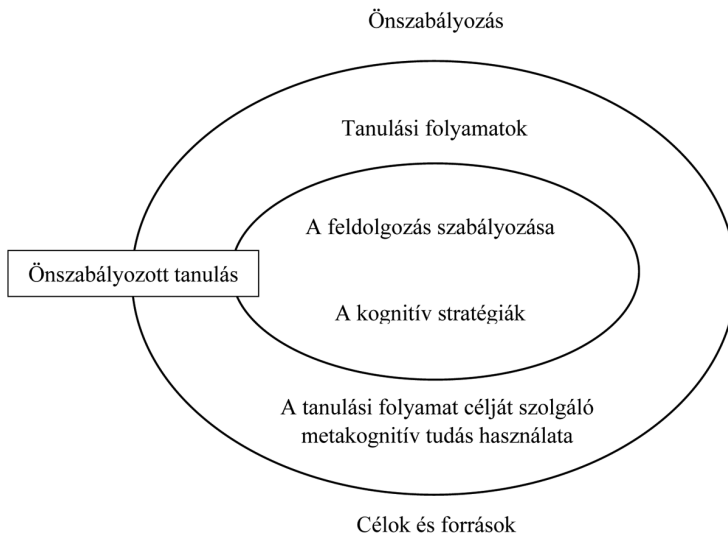 Önszabályozás
Tanulási folyamatok
A feldolgozás szabályozása
Önszabályozott tanulás
A kognitív stratégiák
A tanulási folyamat célját szolgáló
metakognitív tudás használata
Célok és források